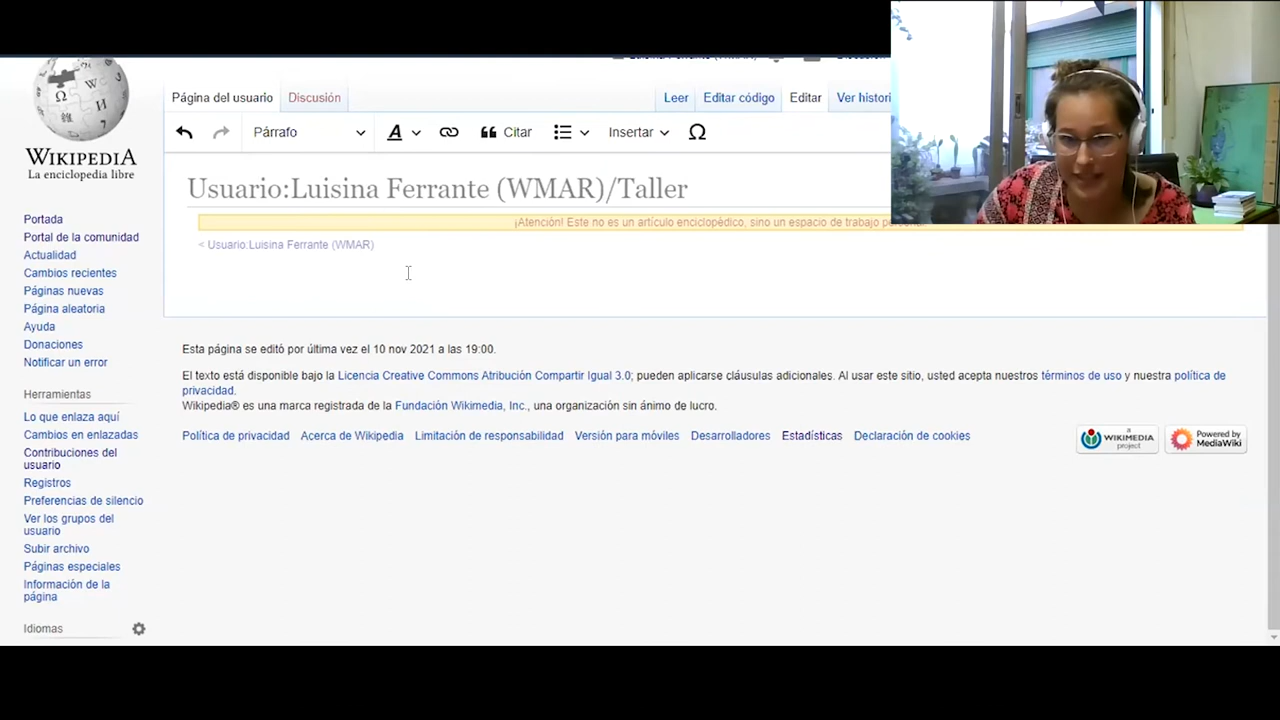 Página del usuario
Discusión
Leer
Editar código
Editar
Ver histori
Párrafo
A
Citar
Insertar
Ω
WIKIPEDIA
La enciclopedia libre
Usuario:Luisina Ferrante (WMAR)/Taller
¡Atención! Este no es un artículo enciclopédico, sino un espacio de trabajo
< Usuario:Luisina Ferrante (WMAR)
Portada
Portal de la comunidad
Actualidad
Cambios recientes
Páginas nuevas
Página aleatoria
Ayuda
Donaciones
Notificar un error
Herramientas
Lo que enlaza aquí
Cambios en enlazadas
Contribuciones del
usuario
Registros
Preferencias de silencio
Ver los grupos del
usuario
Subir archivo
Páginas especiales
Información de la
página
Idiomas
Esta página se editó por última vez el 10 nov 2021 a las 19:00.
El texto está disponible bajo la Licencia Creative Commons Atribución Compartir Igual 3.0; pueden aplicarse cláusulas adicionales. Al usar este sitio, usted acepta nuestros términos de uso y nuestra política de
privacidad.
Wikipedia® es una marca registrada de la Fundación Wikimedia, Inc., una organización sin ánimo de lucro.
Política de privacidad
Acerca de Wikipedia
Limitación de responsabilidad
Versión para móviles
Desarrolladores
Estadísticas
Declaración de cookies
A
WIKIMEDIA
project
Powered by
MediaWiki